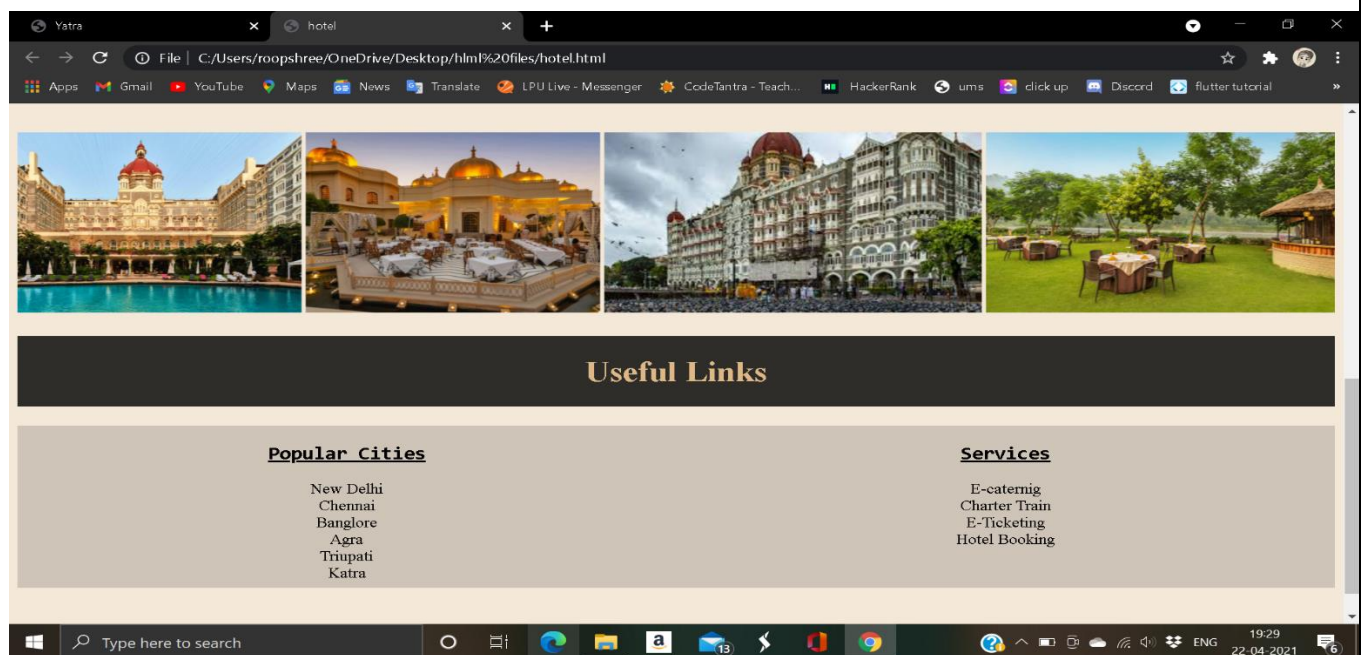 Yatra
hotel
File | C:/Users/roopshree/OneDrive/Desktop/hlml%20files/hotel.html
Apps Gmail YouTube Maps News Translate LPU Live - Messenger CodeTantra - Teach... HackerRank ums click up Discord flutter tutorial »
Useful Links
Popular Cities
New Delhi
Chennai
Banglore
Agra
Triupati
Katra
Services
E-caternig
Charter Train
E-Ticketing
Hotel Booking
Type here to search
13
ENG
19:29
22-04-2021
6